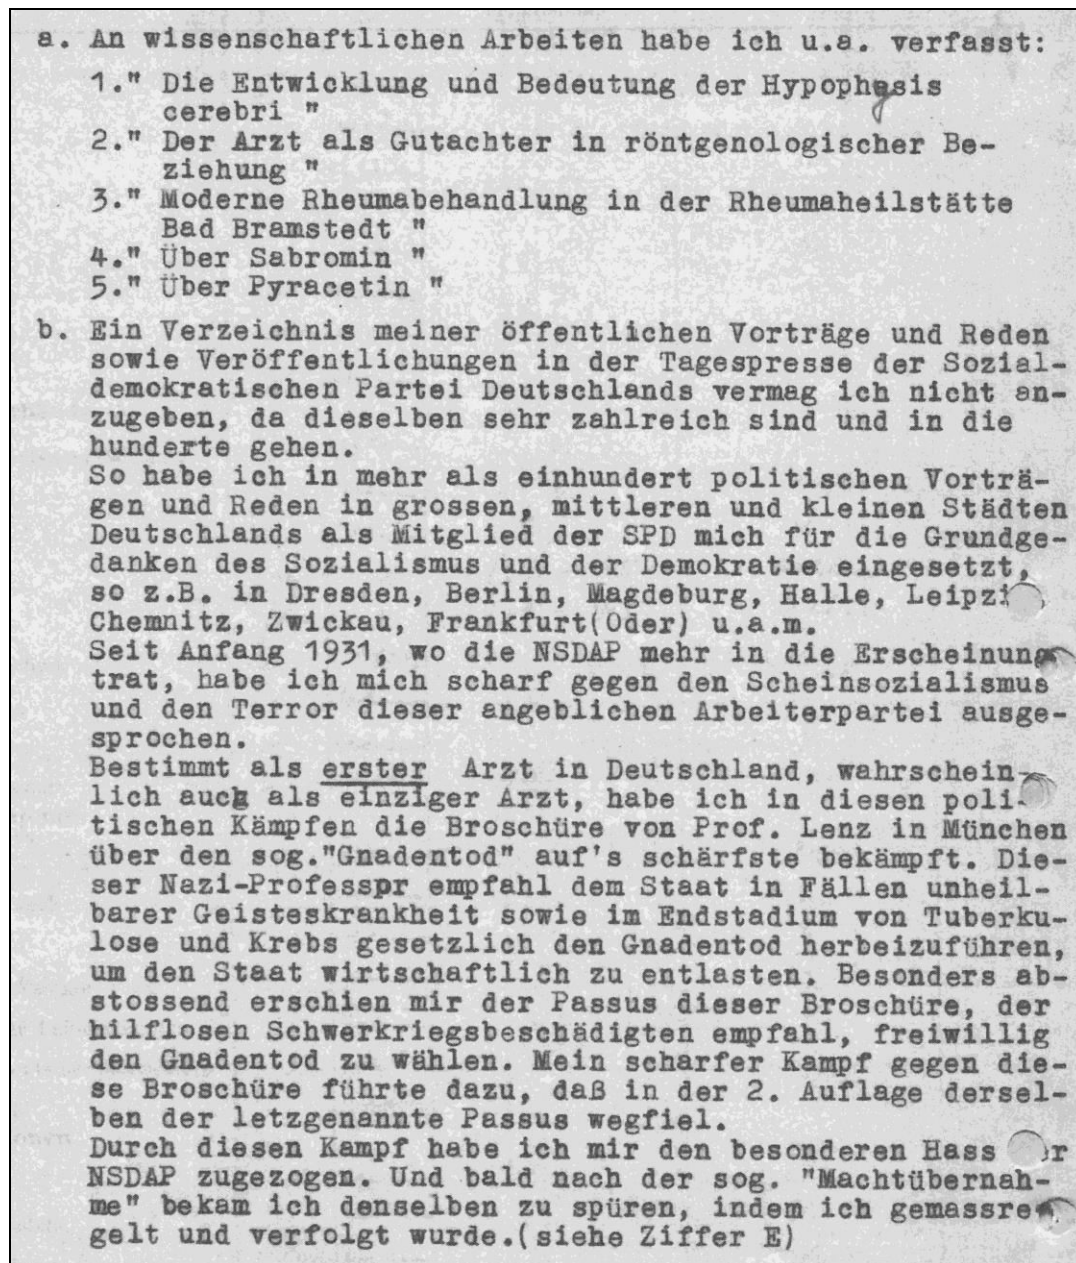 a. An wissenschaftlichen Arbeiten habe ich u.a. verfasst:
1." Die Entwicklung und Bedeutung der Hypophysis
cerebri "
2." Der Arzt als Gutachter in röntgenologischer Be-
ziehung "
3." Moderne Rheumabehandlung in der Rheumaheilstätte
Bad Bramstedt "
4." Über Sabromin "
5." Über Pyracetin "
b. Ein Verzeichnis meiner öffentlichen Vorträge und Reden
sowie Veröffentlichungen in der Tagespresse der Sozial-
demokratischen Partei Deutschlands vermag ich nicht an-
zugeben, da dieselben sehr zahlreich sind und in die
hunderte gehen.
So habe ich in mehr als einhundert politischen Vorträ-
gen und Reden in grossen, mittleren und kleinen Städten
Deutschlands als Mitglied der SPD mich für die Grundge-
danken des Sozialismus und der Demokratie eingesetzt,
so z.B. in Dresden, Berlin, Magdeburg, Halle, Leipzi
Chemnitz, Zwickau, Frankfurt(Oder) u.a.m.
Seit Anfang 1931, wo die NSDAP mehr in die Erscheinung
trat, habe ich mich scharf gegen den Scheinsozialismus
und den Terror dieser angeblichen Arbeiterpartei ausge-
sprochen.
Bestimmt als erster Arzt in Deutschland, wahrschein-
lich auch als einziger Arzt, habe ich in diesen poli-
tischen Kämpfen die Broschüre von Prof. Lenz in München
über den sog."Gnadentod" auf's schärfste bekämpft. Die-
ser Nazi-Professpr empfahl dem Staat in Fällen unheil-
barer Geisteskrankheit sowie im Endstadium von Tuberku-
lose und Krebs gesetzlich den Gnadentod herbeizuführen,
um den Staat wirtschaftlich zu entlasten. Besonders ab-
stossend erschien mir der Passus dieser Broschüre, der
hilflosen Schwerkriegsbeschädigten empfahl, freiwillig
den Gnadentod zu wählen. Mein scharfer Kampf gegen die-
se Broschüre führte dazu, daß in der 2. Auflage dersel-
ben der letzgenannte Passus wegfiel.
Durch diesen Kampf habe ich mir den besonderen Hass r
NSDAP zugezogen. Und bald nach der sog. "Machtübernah-
me" bekam ich denselben zu spüren, indem ich gemassre
gelt und verfolgt wurde.(siehe Ziffer E)